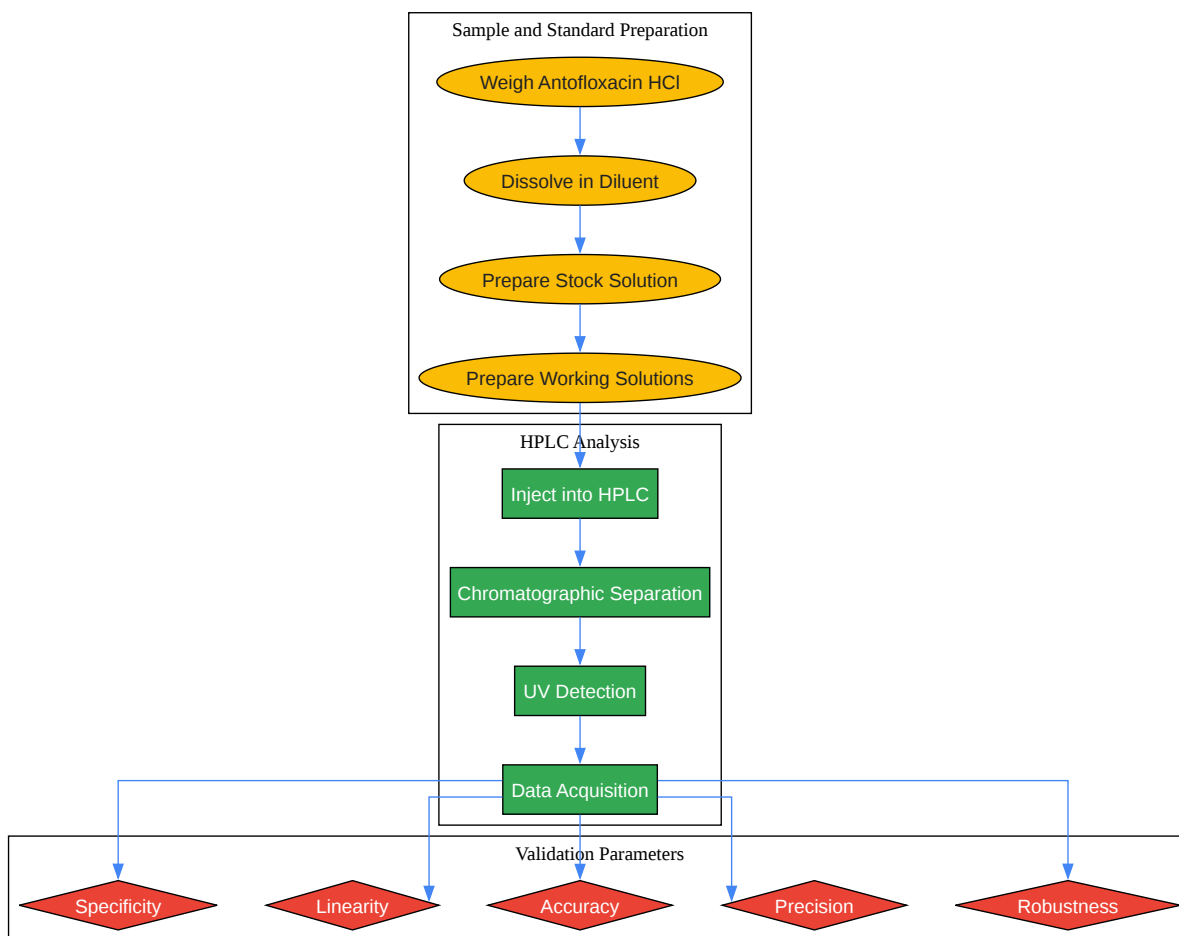 Sample and Standard Preparation
Weigh Antofloxacin HCl
Dissolve in Diluent
Prepare Stock Solution
Prepare Working Solutions
HPLC Analysis
Inject into HPLC
Chromatographic Separation
UV Detection
Data Acquisition
Validation Parameters
Specificity
Linearity
Accuracy
Precision
Robustness